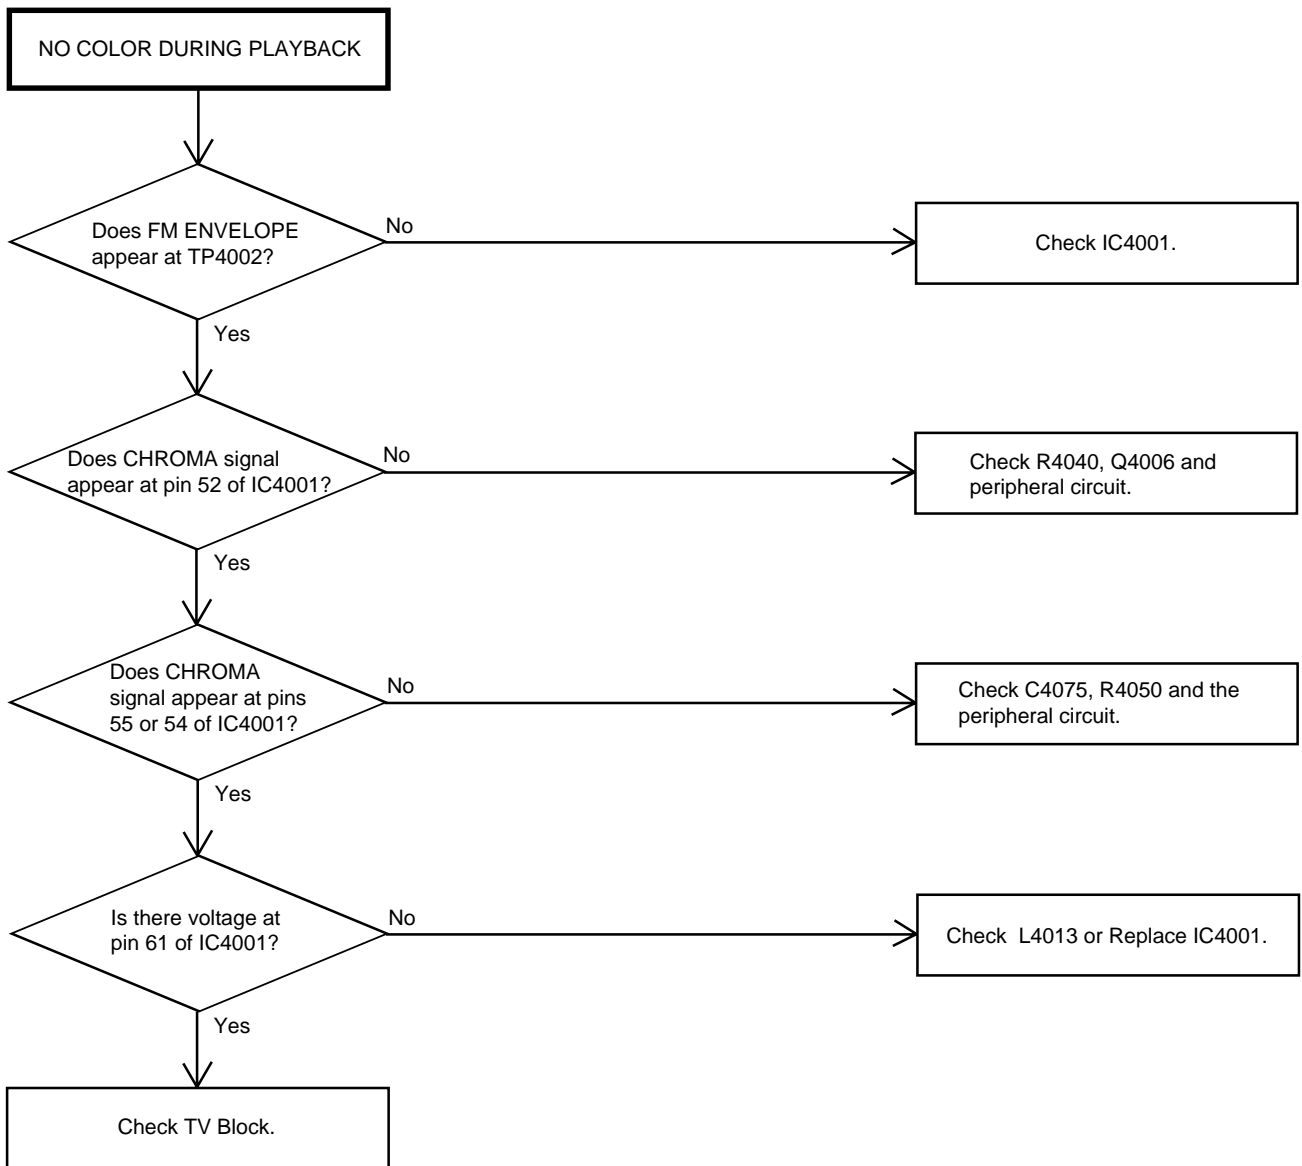 NO COLOR DURING PLAYBACK
Does FM ENVELOPE
appear at TP4002?
No
Check IC4001.
Yes
Does CHROMA signal
appear at pin 52 of IC4001?
No
Check R4040, Q4006 and
peripheral circuit.
Yes
Does CHROMA
signal appear at pins
55 or 54 of IC4001?
No
Check C4075, R4050 and the
peripheral circuit.
Yes
Is there voltage at
pin 61 of IC4001?
No
Check L4013 or Replace IC4001.
Yes
Check TV Block.